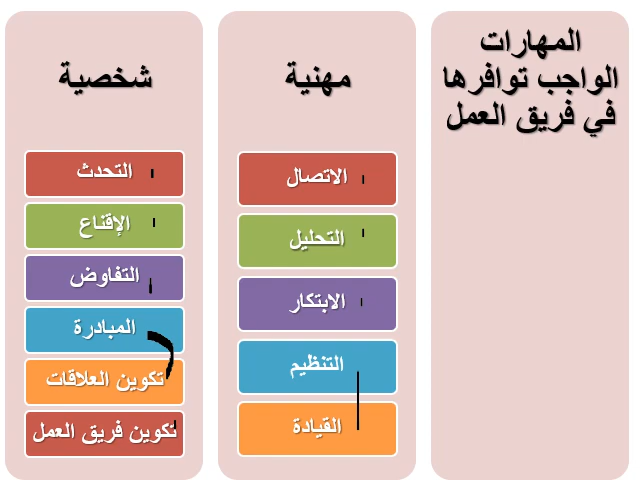 المهارات
الواجب توافرها
في فريق العمل
مهنية
الاتصال
التحليل
الابتكار
التنظيم
القيادة
شخصية
التحدث
الإقناع
التفاوض
المبادرة
تكوين العلاقات
تكوين فريق العمل